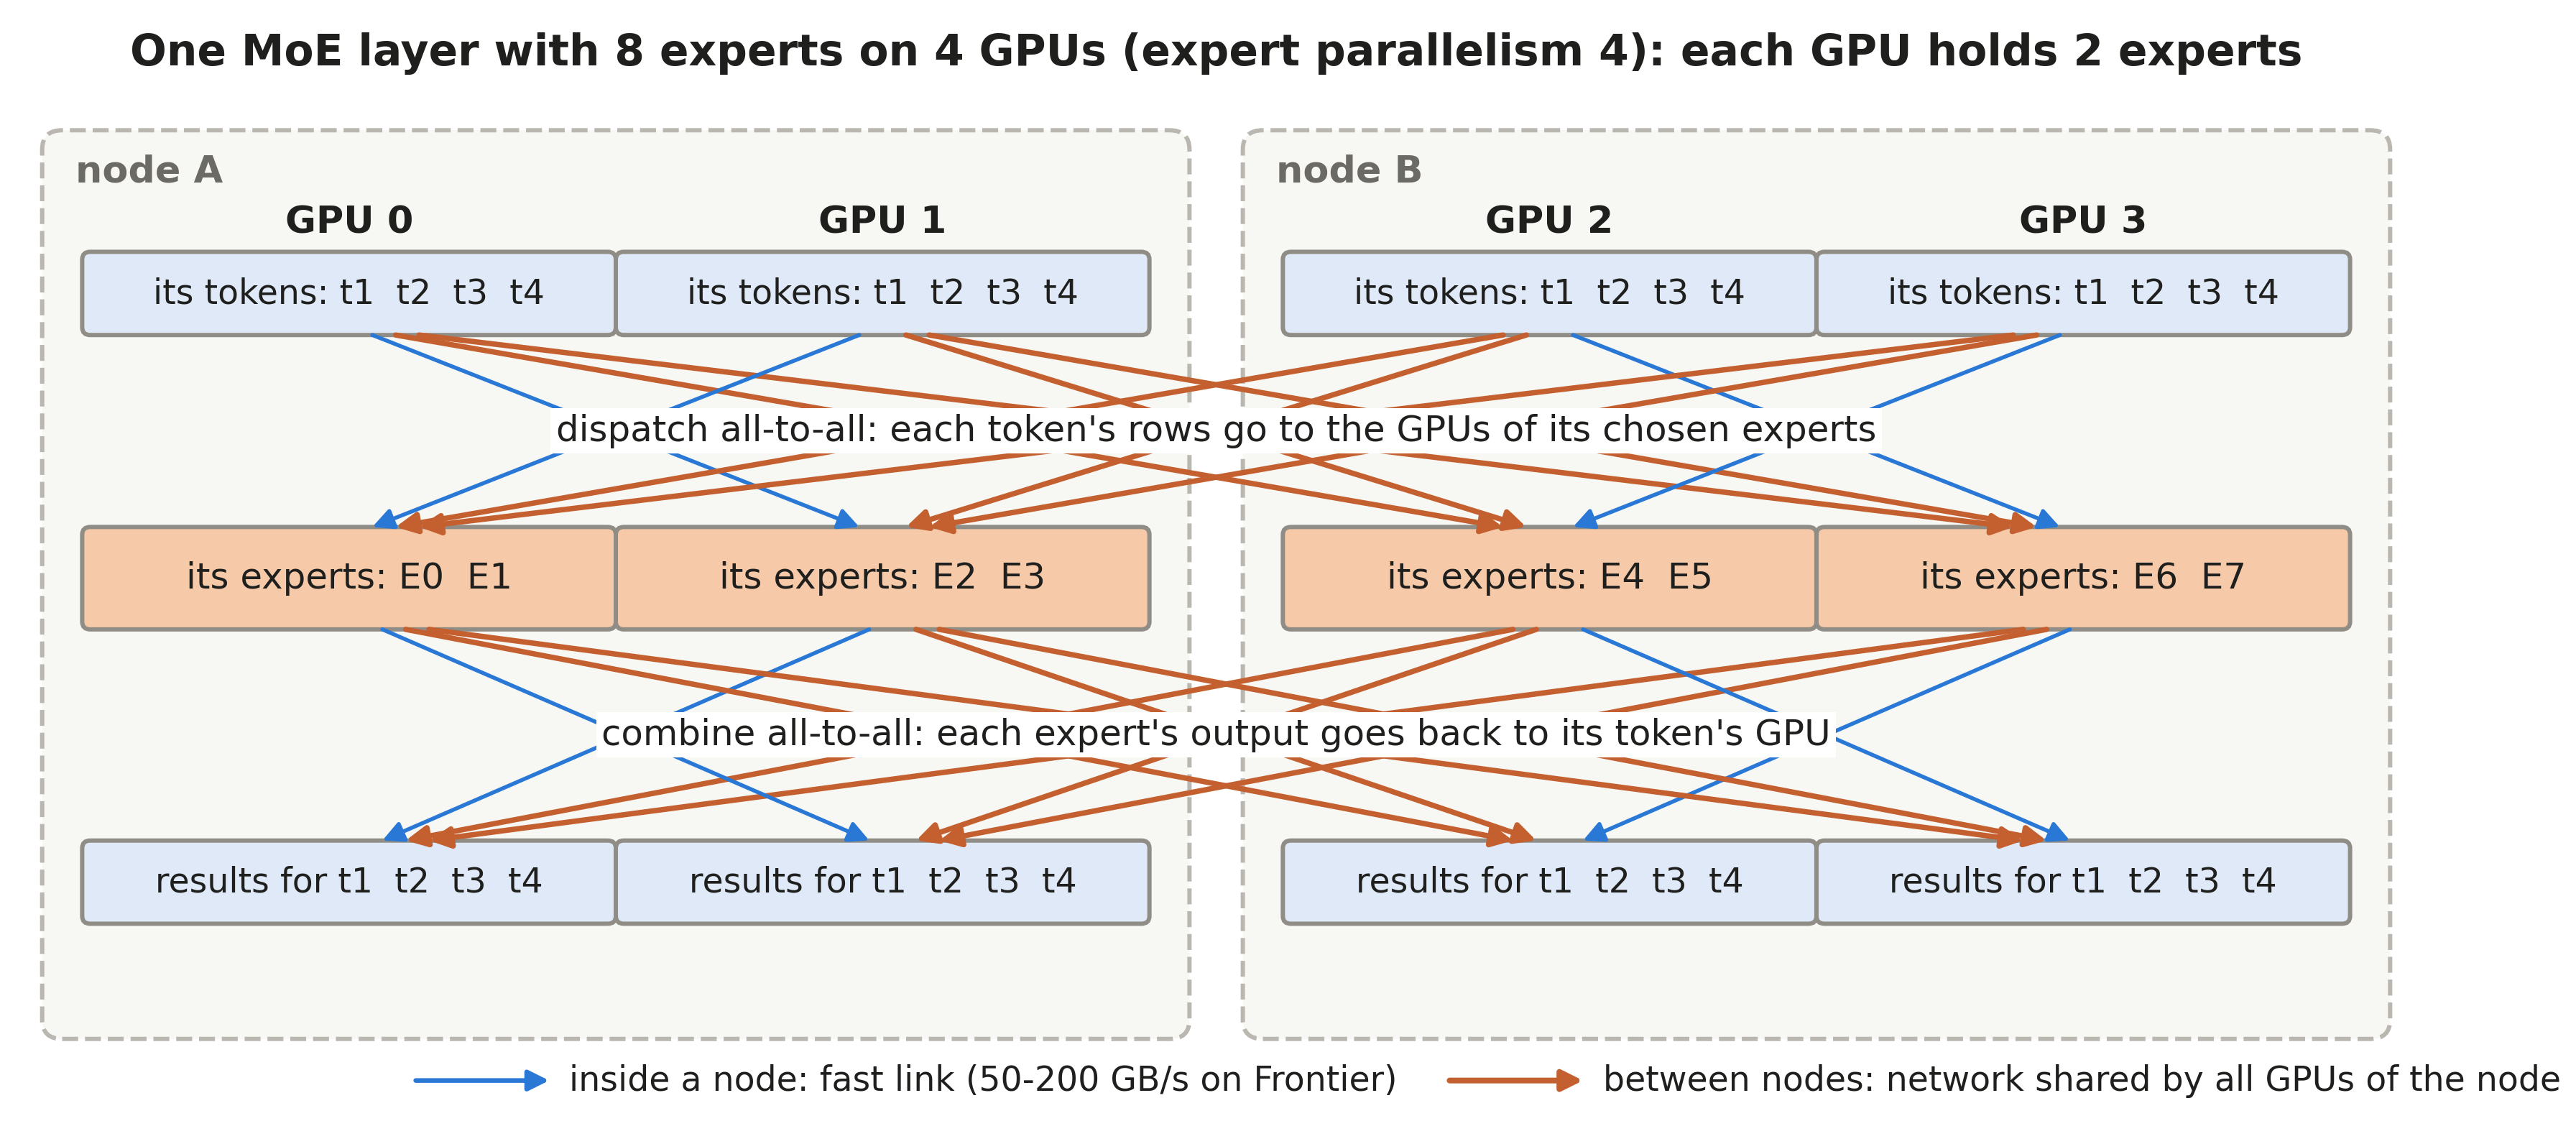 One MoE layer with 8 experts on 4 GPUs (expert parallelism 4): each GPU holds 2 experts
node A
node B
GPU 0
GPU 1
GPU 2
GPU 3
its tokens: t1 t2 t3 t4
its tokens: t1 t2 t3 t4
its tokens: t1 t2 t3 t4
its tokens: t1 t2 t3 t4
dispatch all-to-all: each token's rows go to the GPUs of its chosen experts
its experts: E0 E1
its experts: E2 E3
its experts: E4 E5
its experts: E6 E7
combine all-to-all: each expert's output goes back to its token's GPU
results for t1 t2 t3 t4
results for t1 t2 t3 t4
results for t1 t2 t3 t4
results for t1 t2 t3 t4
inside a node: fast link (50-200 GB/s on Frontier)
between nodes: network shared by all GPUs of the node